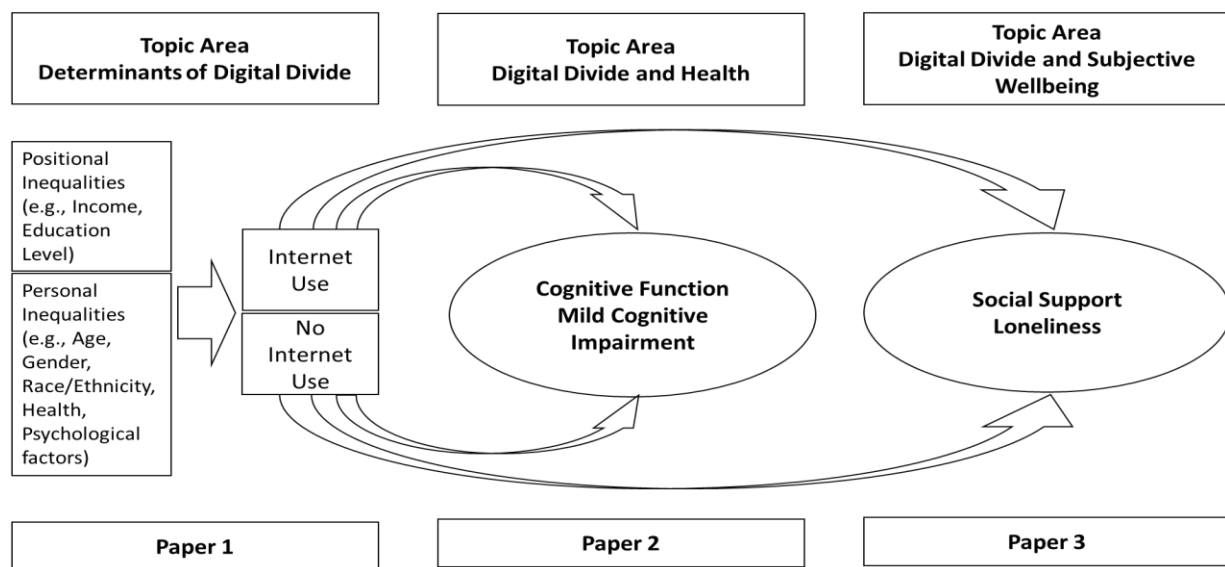 Topic Area
Determinants of Digital Divide
Topic Area
Digital Divide and Health
Topic Area
Digital Divide and Subjective
Wellbeing
Positional
Inequalities
(e.g., Income,
Education
Level)
Personal
Inequalities
(e.g., Age,
Gender,
Race/Ethnicity,
Health,
Psychological
factors)
Internet
Use
No
Internet
Use
Cognitive Function
Mild Cognitive
Impairment
Social Support
Loneliness
Paper 1
Paper 2
Paper 3